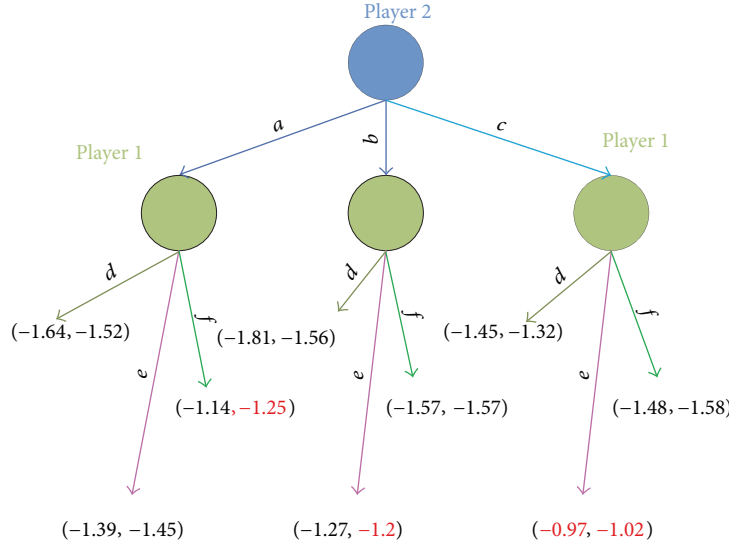 Player 2
a
b
c
Player 1
Player 1
d
d
d
f
f
f
(−1.64, −1.52)
(−1.81, −1.56)
(−1.45, −1.32)
e
e
e
(−1.14, −1.25)
(−1.57, −1.57)
(−1.48, −1.58)
(−1.39, −1.45)
(−1.27, −1.2)
(−0.97, −1.02)